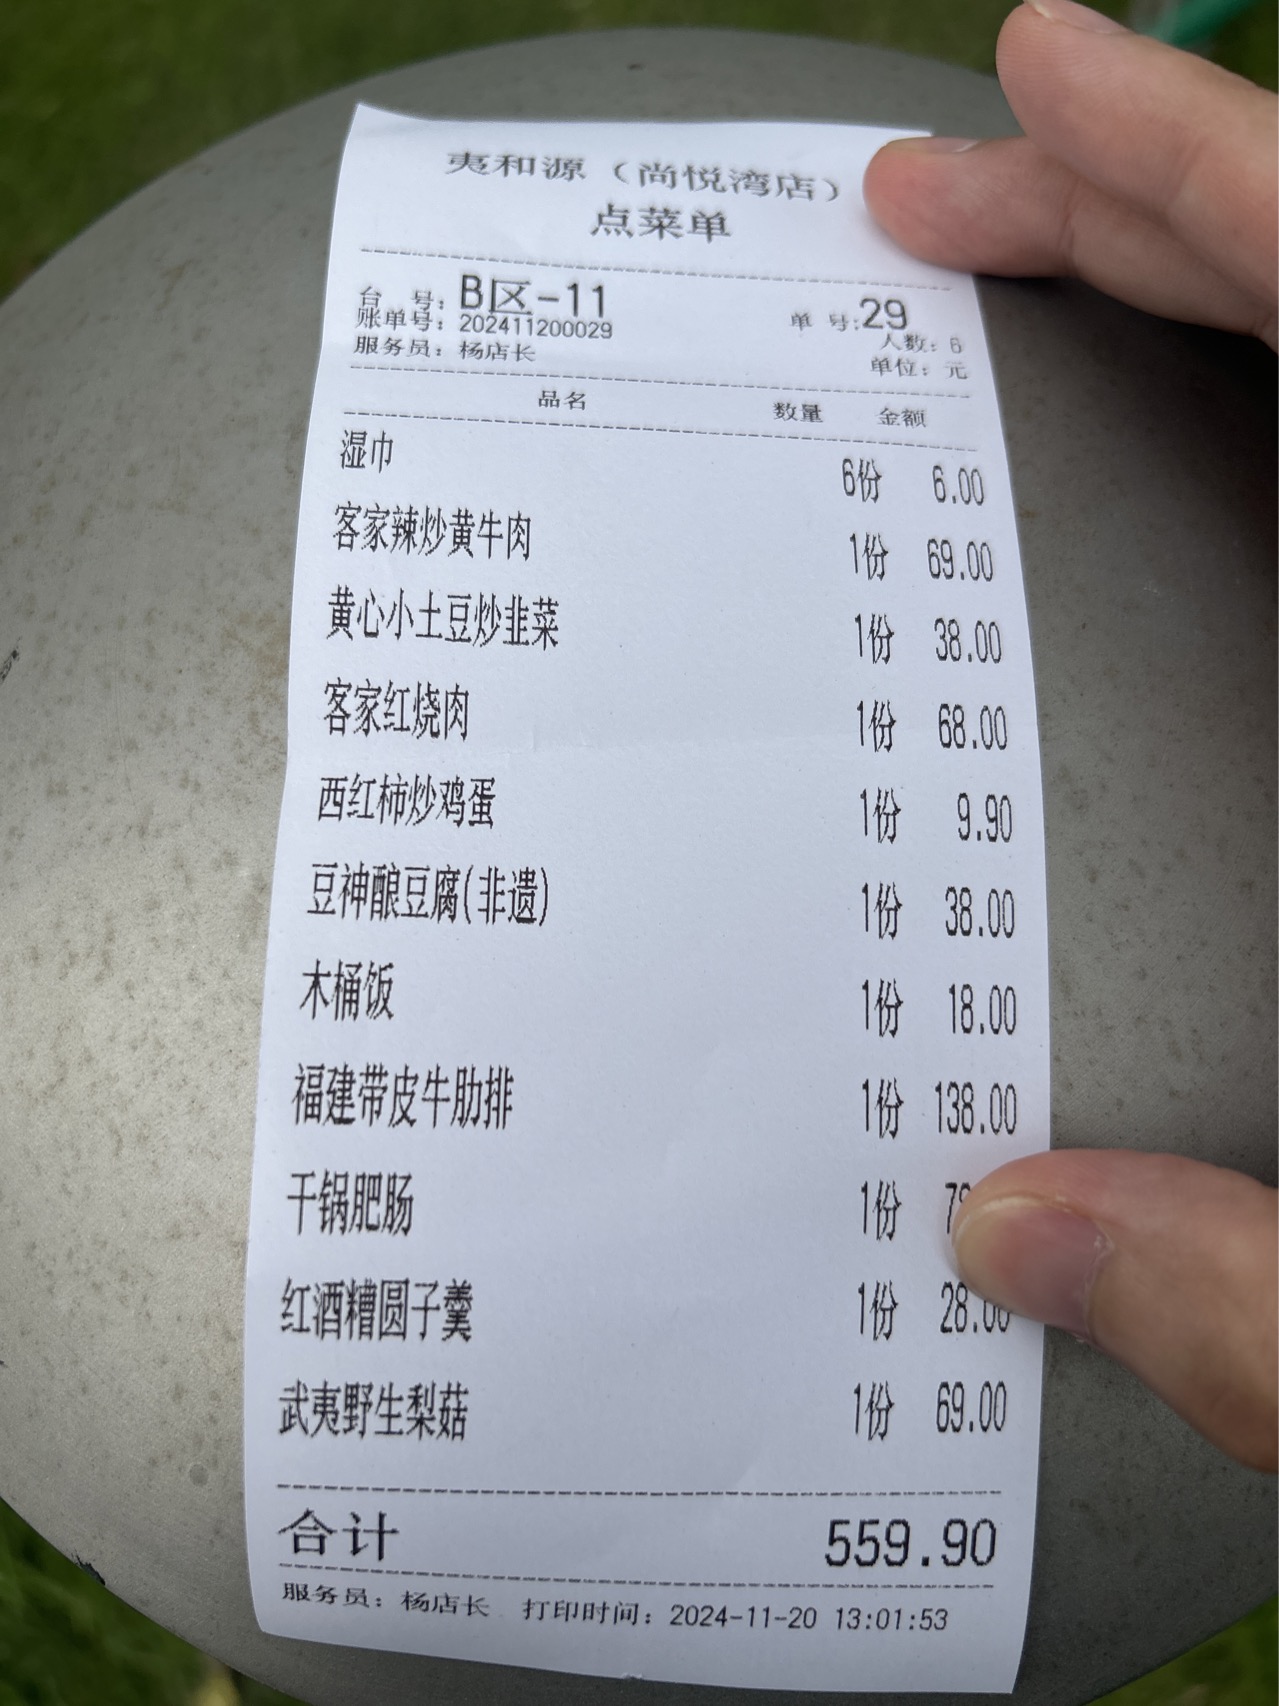 夷和源（尚悦湾店）
点菜单
台 号：B区-11 单 号:29
账单号：202411200029 人数：6
服务员：杨店长 单位：元
品名 数量 金额
湿巾 6份 6.00
客家辣炒黄牛肉 1份 69.00
黄心小土豆炒韭菜 1份 38.00
客家红烧肉 1份 68.00
西红柿炒鸡蛋 1份 9.90
豆神酿豆腐(非遗) 1份 38.00
木桶饭 1份 18.00
福建带皮牛肋排 1份 138.00
干锅肥肠 1份
红酒糟圆子羹 1份 28.00
武夷野生梨菇 1份 69.00
合计 559.90
服务员：杨店长 打印时间：2024-11-20 13:01:53